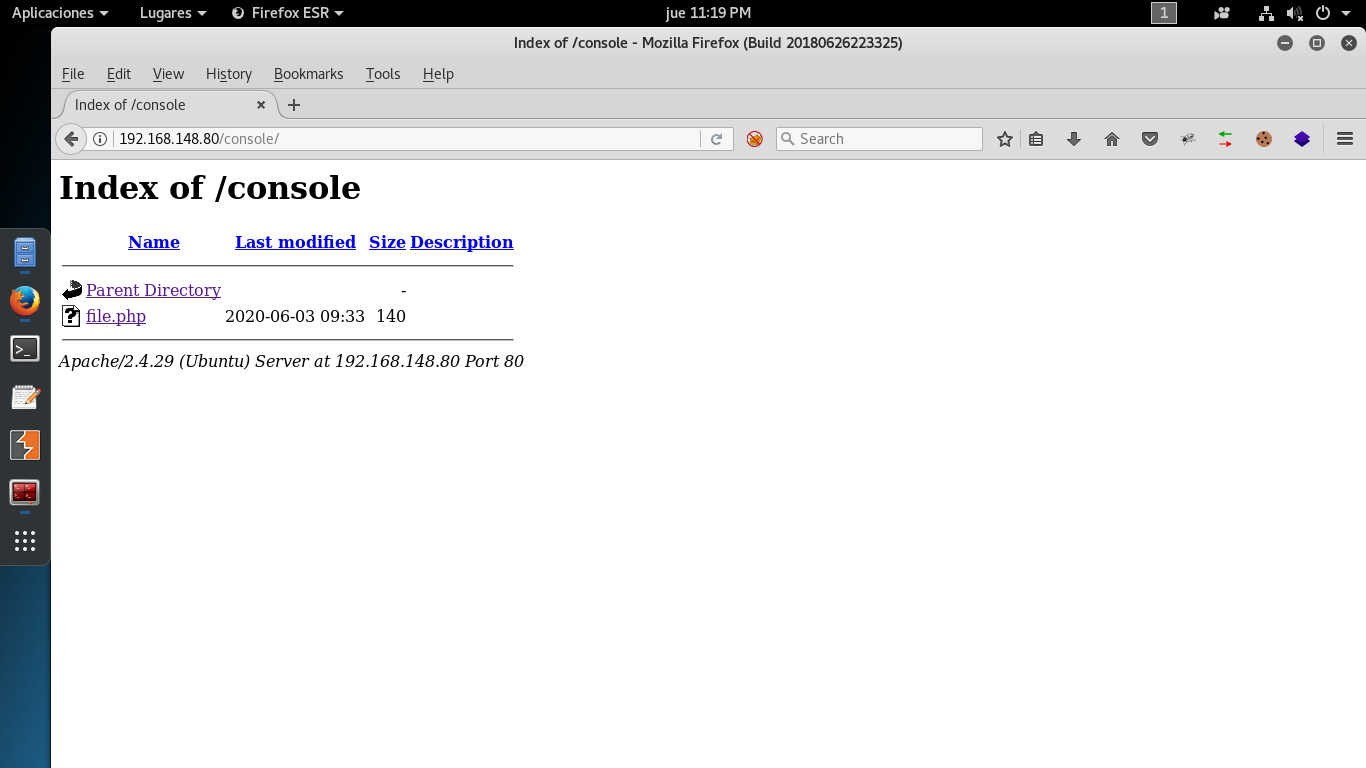 Aplicaciones Lugares Firefox ESR jue 11:19 PM 1
Index of /console - Mozilla Firefox (Build 20180626223325)
File Edit View History Bookmarks Tools Help
Index of /console
192.168.148.80/console/ Search
Index of /console
Name Last modified Size Description
Parent Directory -
file.php 2020-06-03 09:33 140
Apache/2.4.29 (Ubuntu) Server at 192.168.148.80 Port 80